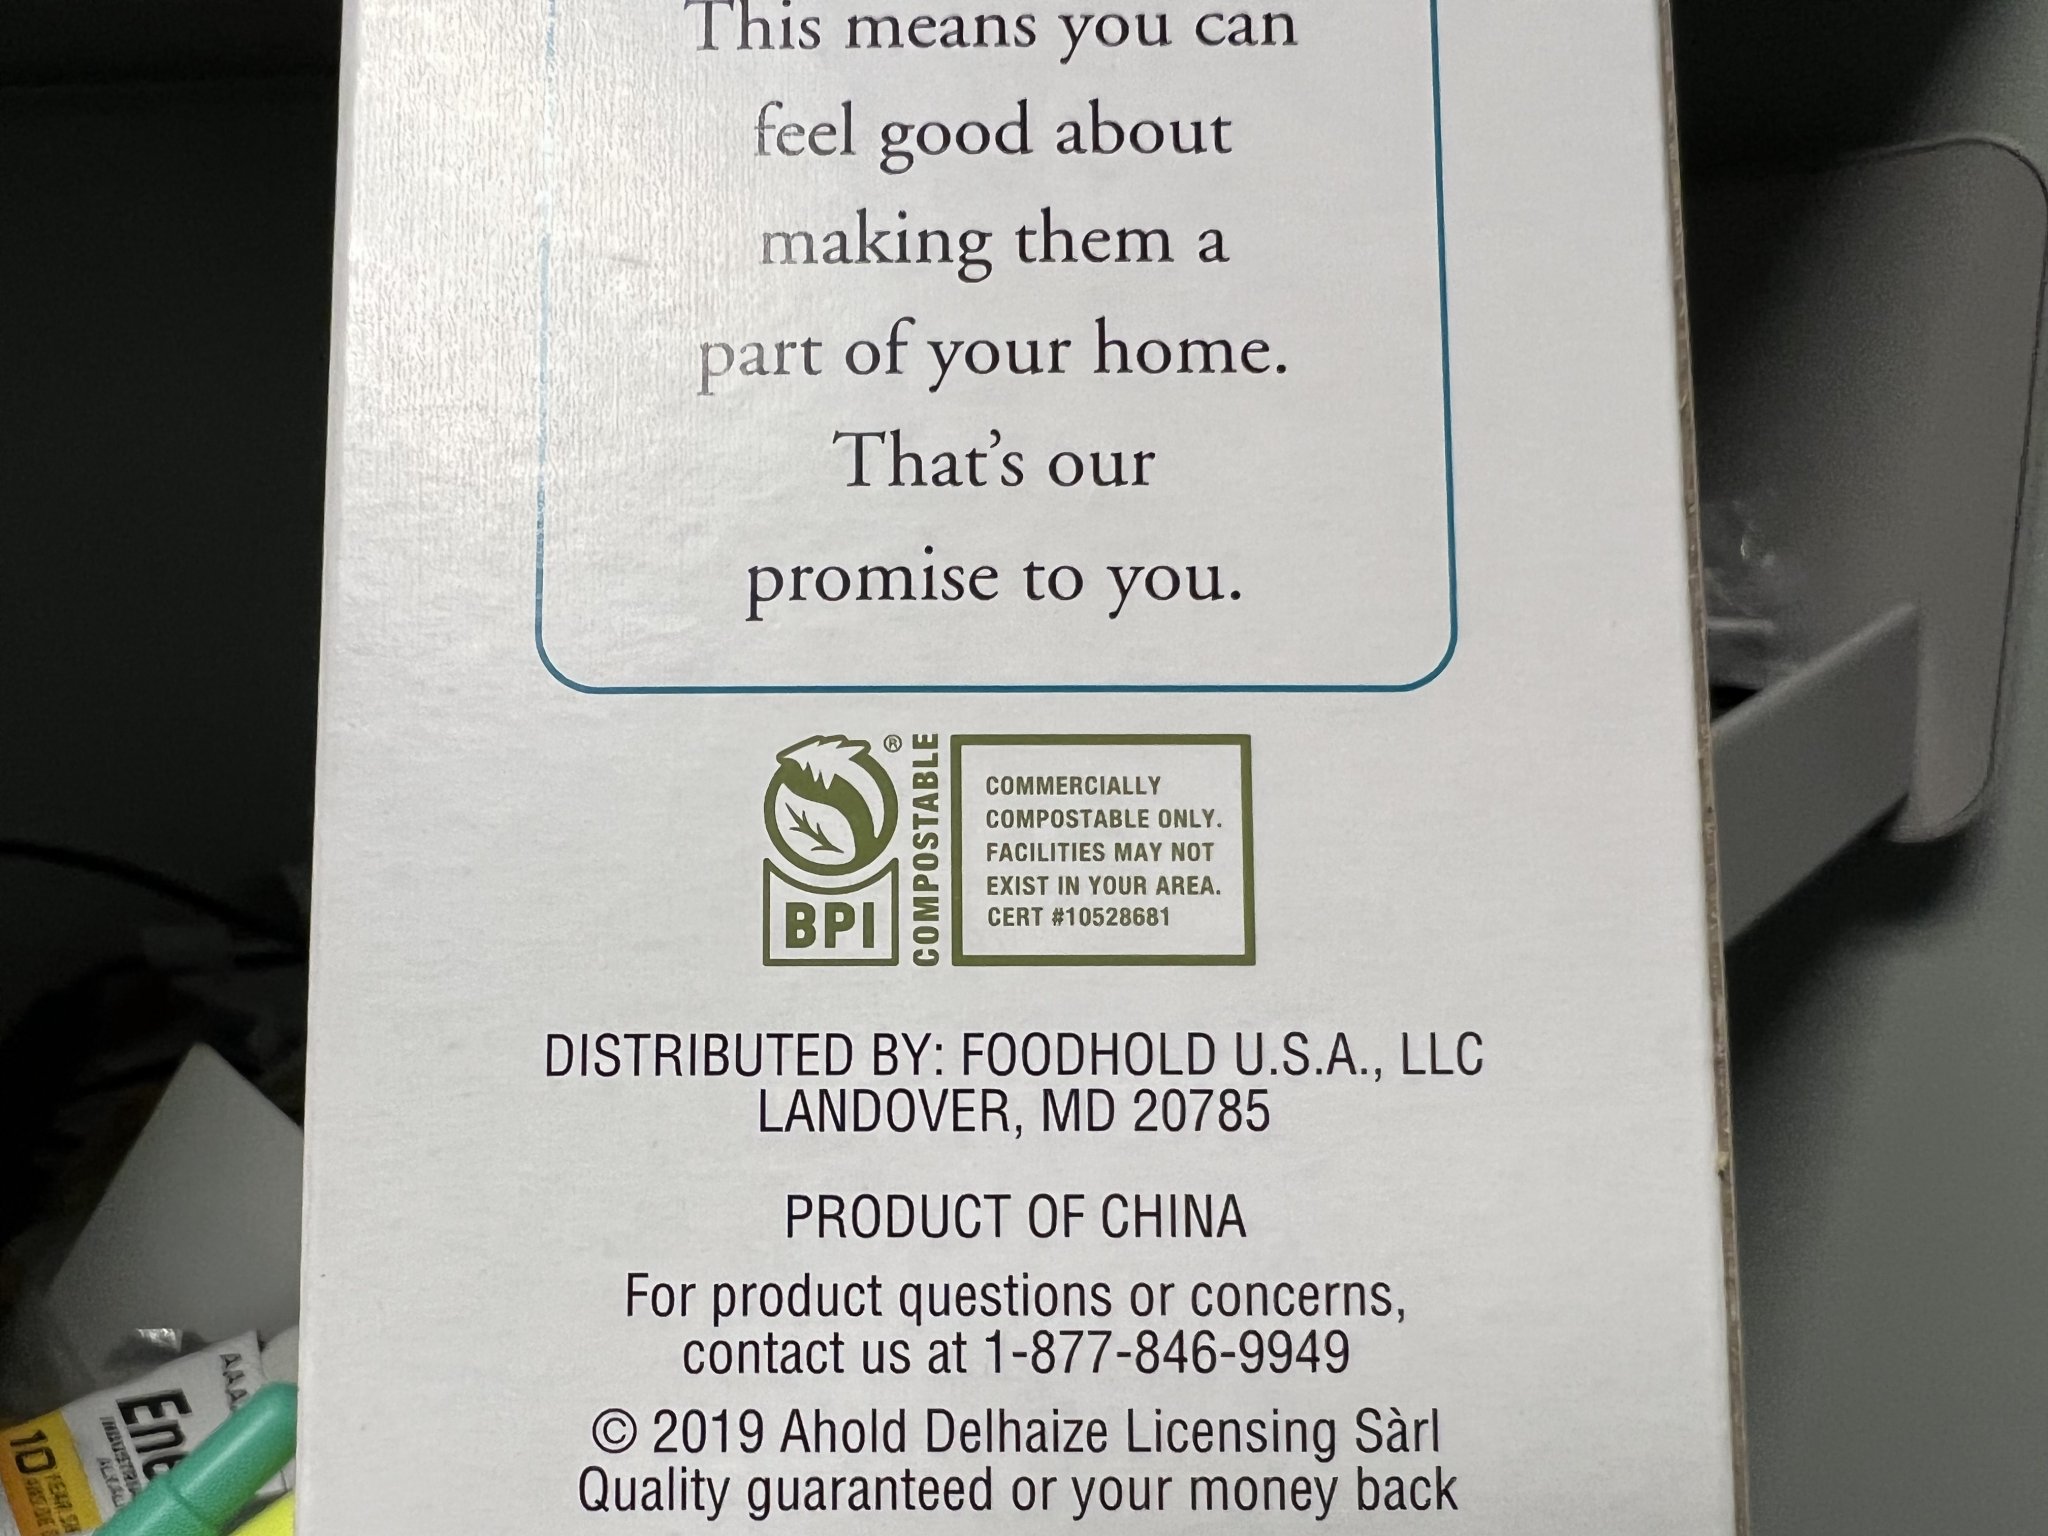 This means you can
feel good about
making them a
part of your home.
That's our
promise to you.
®
COMPOSTABLE
BPI
COMMERCIALLY
COMPOSTABLE ONLY.
FACILITIES MAY NOT
EXIST IN YOUR AREA.
CERT #10528681
DISTRIBUTED BY: FOODHOLD U.S.A., LLC
LANDOVER, MD 20785
PRODUCT OF CHINA
For product questions or concerns,
contact us at 1-877-846-9949
© 2019 Ahold Delhaize Licensing Sàrl
Quality guaranteed or your money back
10